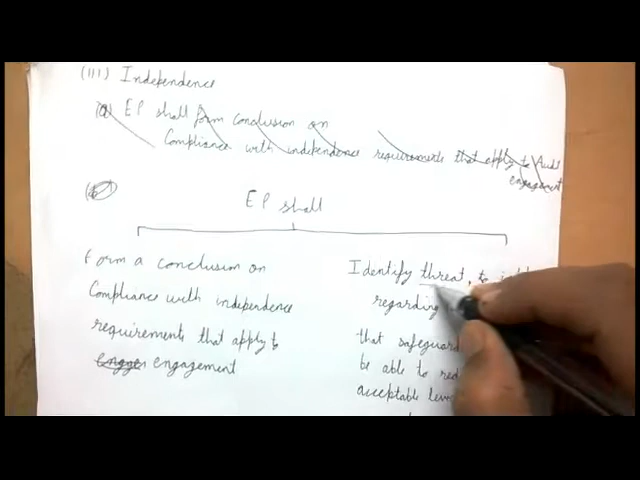 (iii) Independence
(a) EP shall form conclusion on
Compliance with independence requirements that apply to Audit
engagement
(b)
EP shall
Form a conclusion on
Compliance with independence
requirements that apply to
engagement
Identify threat, to
regarding
that safeguard
be able to
acceptable